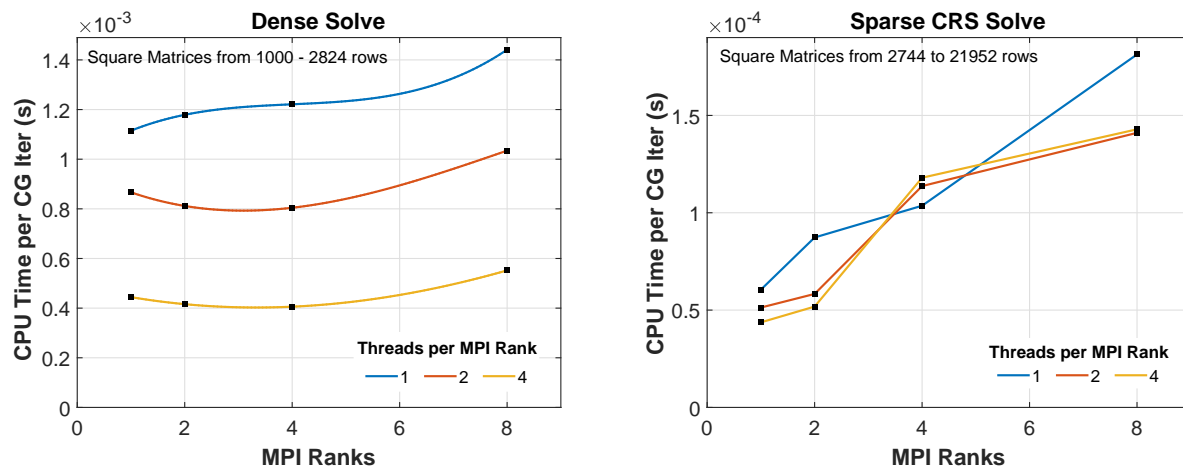 Dense Solve
×10⁻³
Square Matrices from 1000 - 2824 rows
CPU Time per CG Iter (s)
1.4
1.2
1
0.8
0.6
0.4
0.2
0
Threads per MPI Rank
1 2 4
0 2 4 6 8
MPI Ranks
Sparse CRS Solve
×10⁻⁴
Square Matrices from 2744 to 21952 rows
CPU Time per CG Iter (s)
1.5
1
0.5
0
Threads per MPI Rank
1 2 4
0 2 4 6 8
MPI Ranks